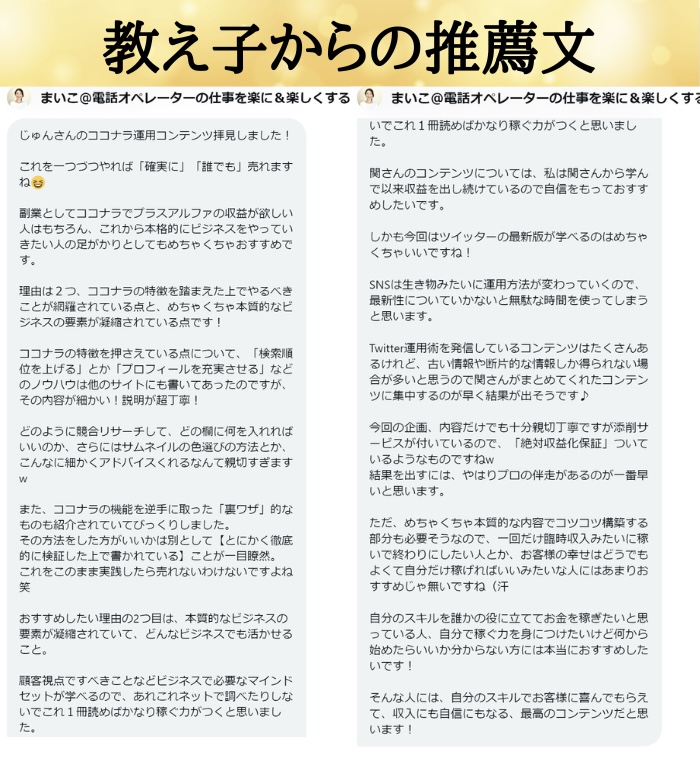 教え子からの推薦文
まいこ@電話オペレーターの仕事を楽に＆楽しくする
じゅんさんのココナラ運用コンテンツ拝見しました！
これを一つづつやれば「確実に」「誰でも」売れます
ね😄
副業としてココナラでプラスアルファの収益が欲しい
人はもちろん、これから本格的にビジネスをやってい
きたい人の足がかりとしてもめちゃくちゃおすすめで
す。
理由は２つ、ココナラの特徴を踏まえた上でやるべき
ことが網羅されている点と、めちゃくちゃ本質的なビ
ジネスの要素が凝縮されている点です！
ココナラの特徴を押さえている点について、「検索順
位を上げる」とか「プロフィールを充実させる」など
のノウハウは他のサイトにも書いてあったのですが、
その内容が細かい！説明が超丁寧！
どのように競合リサーチして、どの欄に何を入れれば
いいのか、さらにはサムネイルの色選びの方法とか、
こんなに細かくアドバイスくれるなんて親切すぎます
w
また、ココナラの機能を逆手に取った「裏ワザ」的な
ものも紹介されていてびっくりしました。
その方法をした方がいいかは別として【とにかく徹底
的に検証した上で書かれている】ことが一目瞭然。
これをこのまま実践したら売れないわけないですよね
笑
おすすめしたい理由の2つ目は、本質的なビジネスの
要素が凝縮されていて、どんなビジネスでも活かせる
こと。
顧客視点ですべきことなどビジネスで必要なマインド
セットが学べるので、あれこれネットで調べたりしな
いでこれ１冊読めばかなり稼ぐ力がつくと思いまし
た。
まいこ@電話オペレーターの仕事を楽に＆楽しくする
いでこれ１冊読めばかなり稼ぐ力がつくと思いまし
た。
関さんのコンテンツについては、私は関さんから学ん
で以来収益を出し続けているので自信をもっておすす
めしたいです。
しかも今回はツイッターの最新版が学べるのはめちゃ
くちゃいいですね！
SNSは生き物みたいに運用方法が変わっていくので、
最新性についていかないと無駄な時間を使ってしまう
と思います。
Twitter運用術を発信しているコンテンツはたくさんあ
るけれど、古い情報や断片的な情報しか得られない場
合が多いと思うので関さんがまとめてくれたコンテン
ツに集中するのが早く結果が出そうです♪
今回の企画、内容だけでも十分親切丁寧ですが添削サ
ービスが付いているので、「絶対収益化保証」ついて
いるようなものですねw
結果を出すには、やはりプロの伴走があるのが一番早
いと思います。
ただ、めちゃくちゃ本質的な内容でコツコツ構築する
部分も必要そうなので、一回だけ臨時収入みたいに稼
いで終わりにしたい人とか、お客様の幸せはどうでも
よくて自分だけ稼げればいいみたいな人にはあまりお
すすめじゃ無いですね（汗
自分のスキルを誰かの役に立ててお金を稼ぎたいと思
っている人、自分で稼ぐ力を身につけたいけど何から
始めたらいいか分からない方には本当におすすめした
いです！
そんな人には、自分のスキルでお客様に喜んでもらえ
て、収入にも自信にもなる、最高のコンテンツだと思
います！